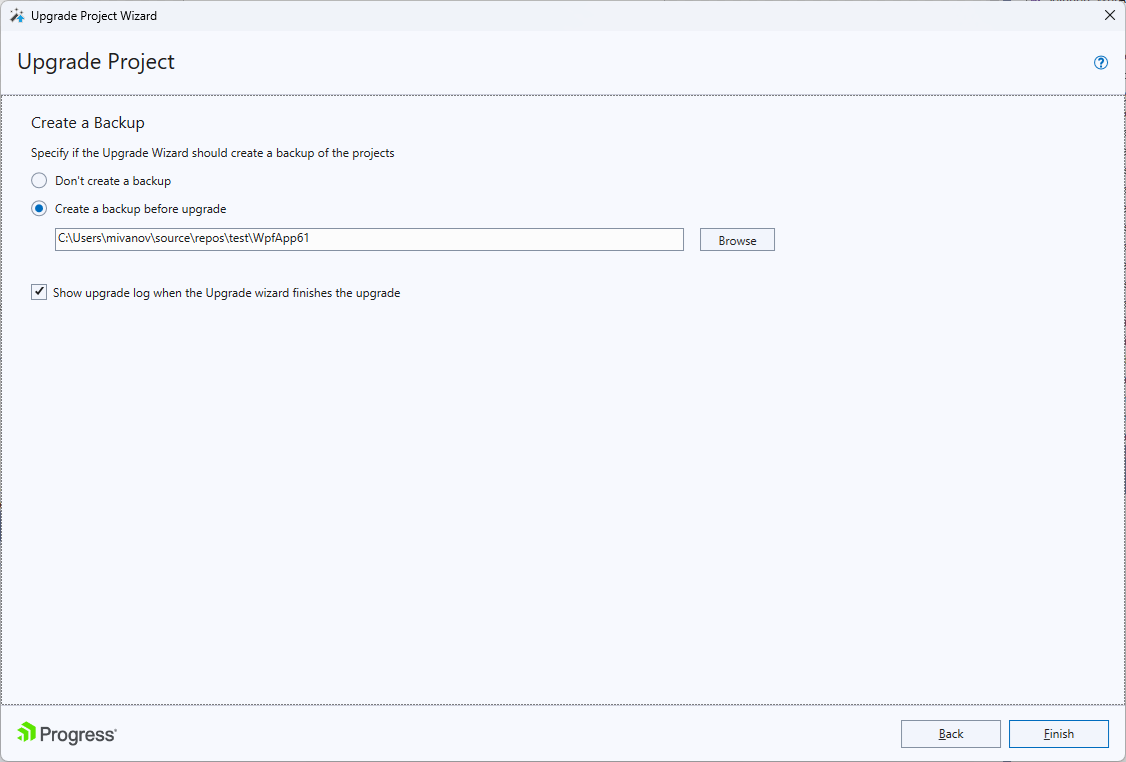 Upgrade Project Wizard
Upgrade Project
Create a Backup
Specify if the Upgrade Wizard should create a backup of the projects
Don't create a backup
Create a backup before upgrade
C:\Users\mivanov\source\repos\test\WpfApp61
Browse
Show upgrade log when the Upgrade wizard finishes the upgrade
Progress®
Back
Finish